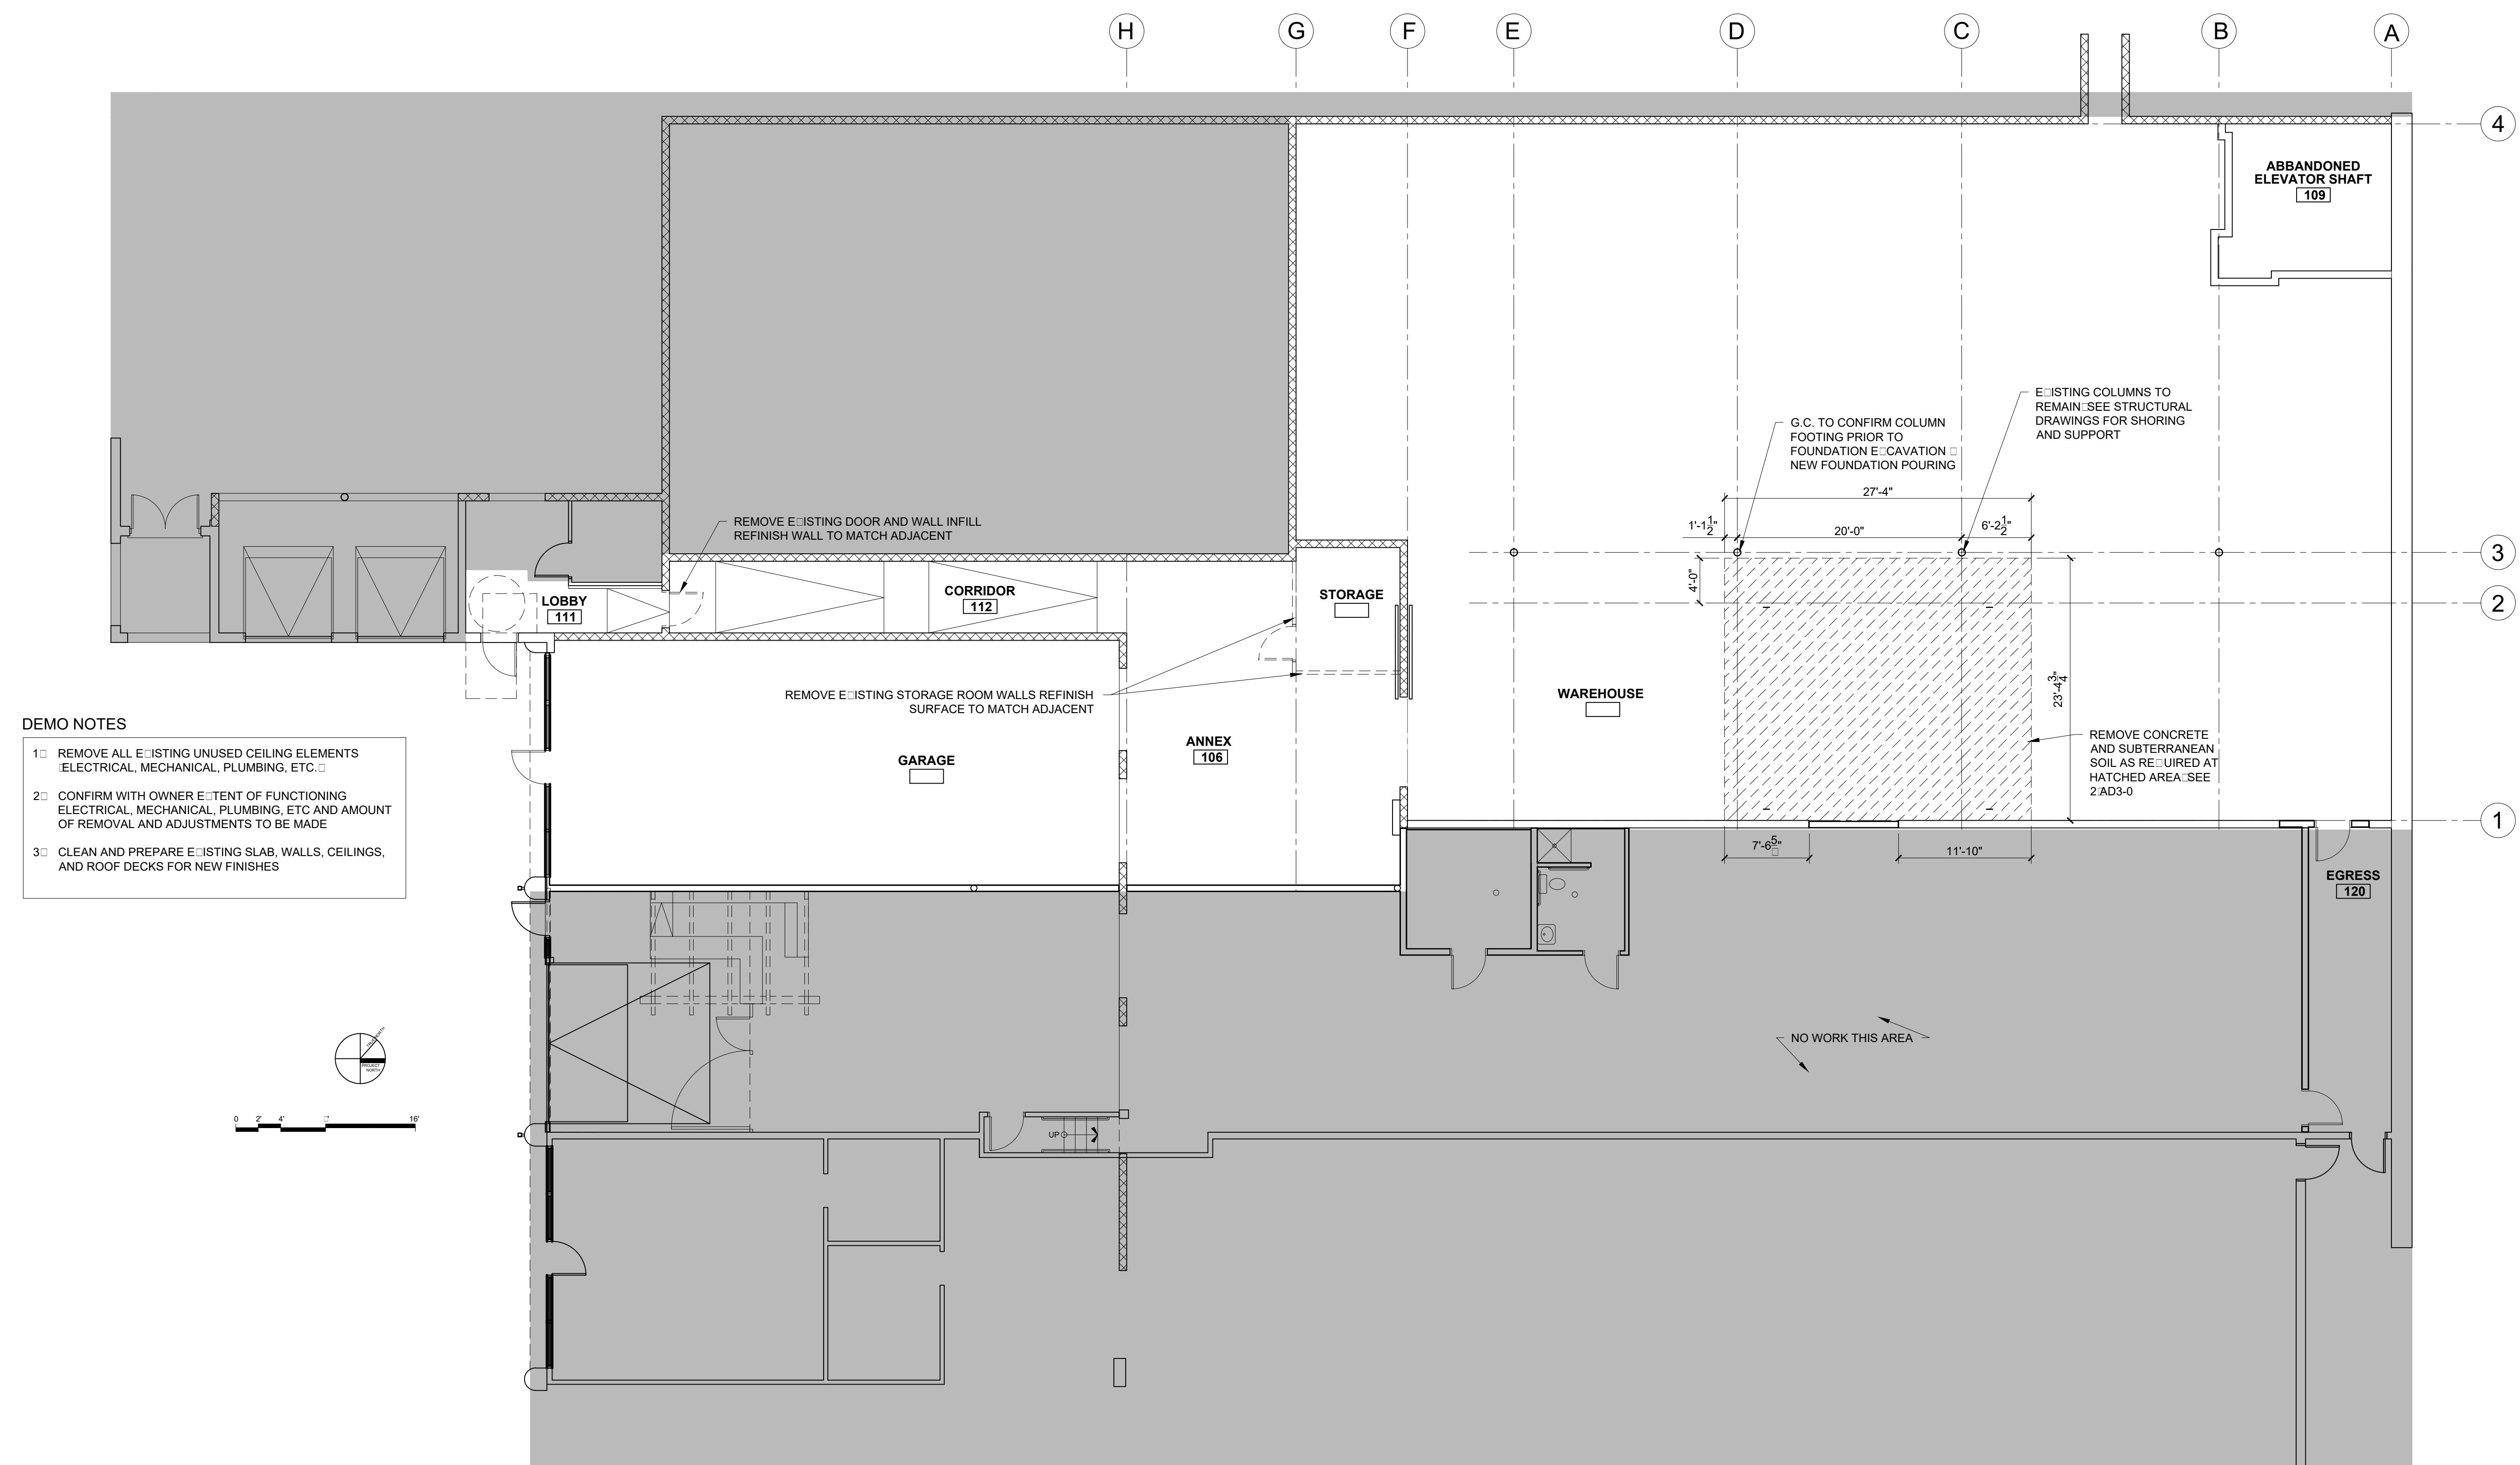 H
G
F
E
D
C
B
A
4
3
2
1
ABBANDONED
ELEVATOR SHAFT
109
E□ISTING COLUMNS TO
REMAIN□SEE STRUCTURAL
DRAWINGS FOR SHORING
AND SUPPORT
G.C. TO CONFIRM COLUMN
FOOTING PRIOR TO
FOUNDATION E□CAVATION □
NEW FOUNDATION POURING
27'-4"
1'-1 1/2"
20'-0"
6'-2 1/2"
4'-0"
23'-4 3/4"
7'-6 5/□"
11'-10"
REMOVE E□ISTING DOOR AND WALL INFILL
REFINISH WALL TO MATCH ADJACENT
LOBBY
111
CORRIDOR
112
STORAGE
REMOVE E□ISTING STORAGE ROOM WALLS REFINISH
SURFACE TO MATCH ADJACENT
WAREHOUSE
ANNEX
106
GARAGE
REMOVE CONCRETE
AND SUBTERRANEAN
SOIL AS RE□UIRED AT
HATCHED AREA□SEE
2□AD3-0
EGRESS
120
DEMO NOTES
1□ REMOVE ALL E□ISTING UNUSED CEILING ELEMENTS
□ELECTRICAL, MECHANICAL, PLUMBING, ETC.□
2□ CONFIRM WITH OWNER E□TENT OF FUNCTIONING
ELECTRICAL, MECHANICAL, PLUMBING, ETC AND AMOUNT
OF REMOVAL AND ADJUSTMENTS TO BE MADE
3□ CLEAN AND PREPARE E□ISTING SLAB, WALLS, CEILINGS,
AND ROOF DECKS FOR NEW FINISHES
NO WORK THIS AREA
TRUE NORTH
PROJECT
NORTH
0 2' 4' □' 16'
UP